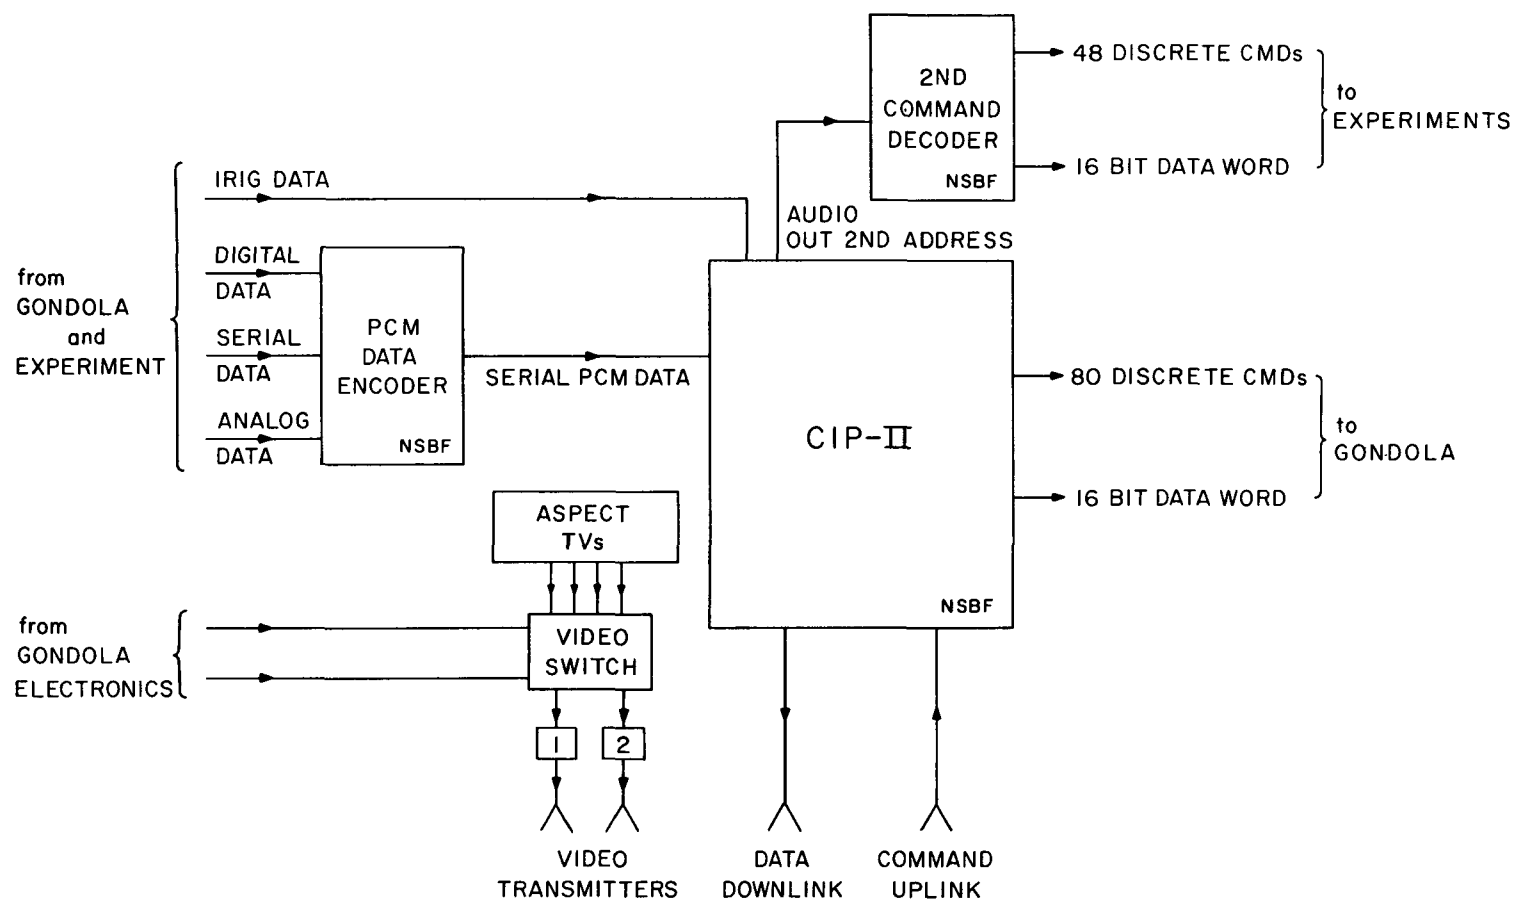 2ND
COMMAND
DECODER
NSBF
48 DISCRETE CMDs
16 BIT DATA WORD
to
EXPERIMENTS
IRIG DATA
AUDIO
OUT 2ND ADDRESS
from
GONDOLA
and
EXPERIMENT
DIGITAL
DATA
SERIAL
DATA
ANALOG
DATA
PCM
DATA
ENCODER
NSBF
SERIAL PCM DATA
CIP-II
NSBF
80 DISCRETE CMDs
16 BIT DATA WORD
to
GONDOLA
ASPECT
TVs
from
GONDOLA
ELECTRONICS
VIDEO
SWITCH
1
2
VIDEO
TRANSMITTERS
DATA
DOWNLINK
COMMAND
UPLINK